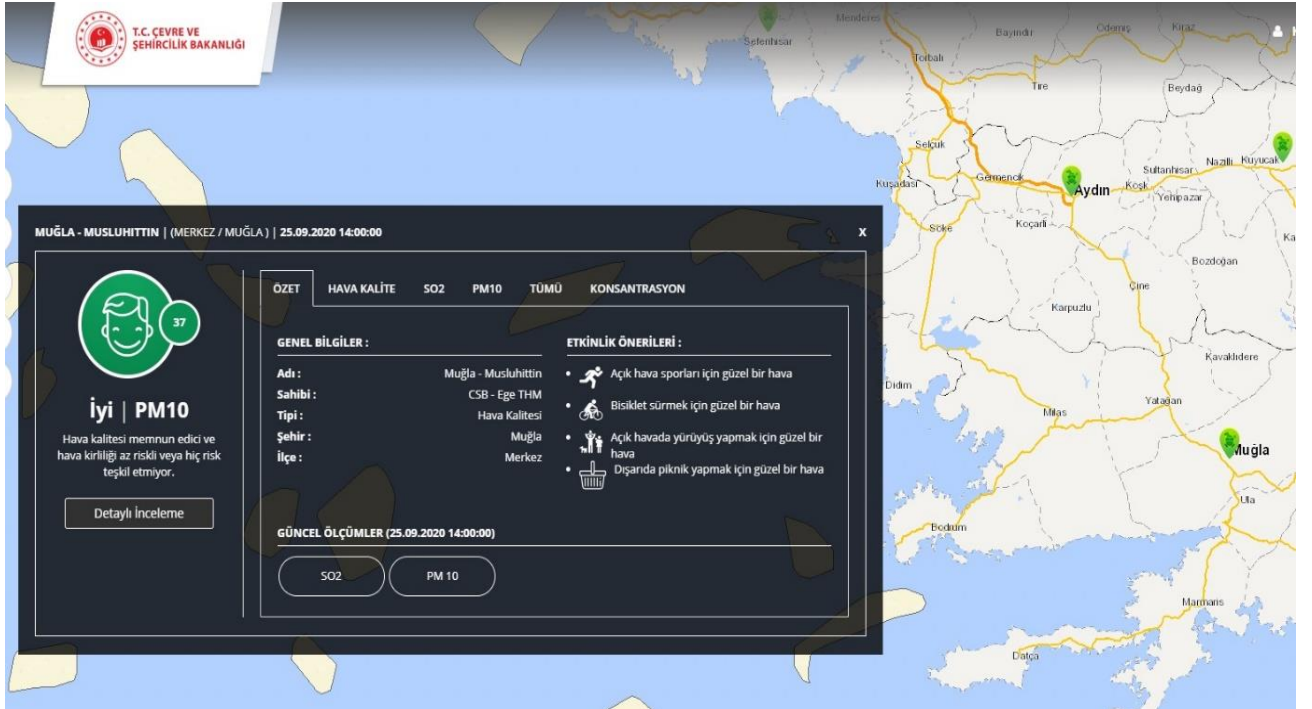 T.C. ÇEVRE VE
ŞEHİRCİLİK BAKANLIĞI
Menderes
Seferihisar
Torbalı
Bayındır
Ödemiş
Kiraz
Tire
Beydağ
Selçuk
Kuşadası
Germencik
Aydın
Köşk
Sultanhisar
Nazilli
Kuyucak
Yenipazar
Söke
Koçarlı
Bozdoğan
Çine
Karpuzlu
Kavaklıdere
Didim
Milas
Yatağan
Muğla
Ula
Bodrum
Marmaris
Datça
MUĞLA - MUSLUHITTIN | (MERKEZ / MUĞLA ) | 25.09.2020 14:00:00
X
37
İyi | PM10
Hava kalitesi memnun edici ve
hava kirliliği az riskli veya hiç risk
teşkil etmiyor.
Detaylı İnceleme
ÖZET HAVA KALİTE SO2 PM10 TÜMÜ KONSANTRASYON
GENEL BİLGİLER :
Adı : Muğla - Musluhittin
Sahibi : CSB - Ege THM
Tipi : Hava Kalitesi
Şehir : Muğla
İlçe : Merkez
ETKİNLİK ÖNERİLERİ :
Açık hava sporları için güzel bir hava
Bisiklet sürmek için güzel bir hava
Açık havada yürüyüş yapmak için güzel bir
hava
Dışarıda piknik yapmak için güzel bir hava
GÜNCEL ÖLÇÜMLER (25.09.2020 14:00:00)
SO2 PM 10